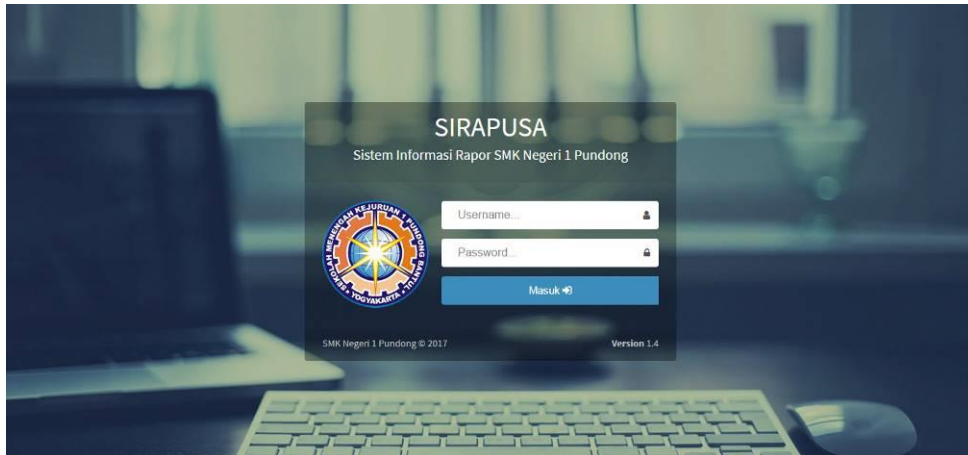 SIRAPUSA
Sistem Informasi Rapor SMK Negeri 1 Pundong
SEKOLAH MENENGAH KEJURUAN 1 PUNDONG BANTUL
YOGYAKARTA
Username...
Password...
Masuk
SMK Negeri 1 Pundong © 2017
Version 1.4